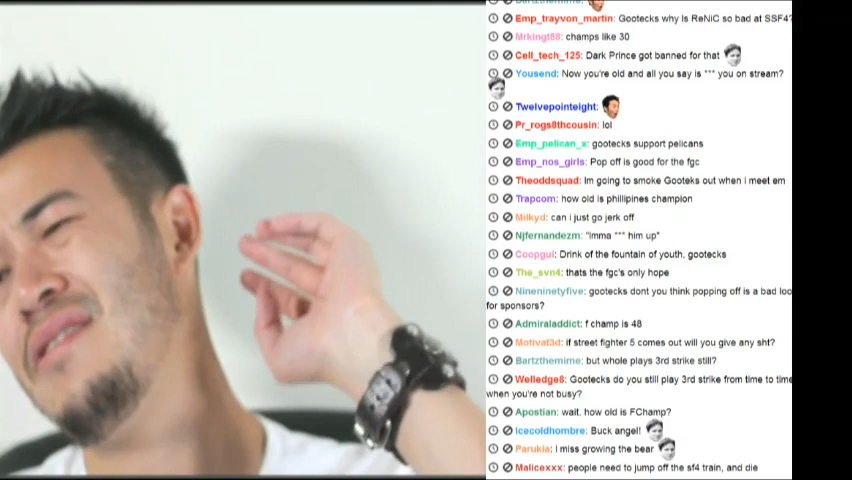 Emp_trayvon_martin: Gootecks why is ReNiC so bad at SSF4?
Mrkingt88: champs like 30
Cell_tech_125: Dark Prince got banned for that
Yousend: Now you're old and all you say is *** you on stream?
Twelvepointeight:
Pr_rogs8thcousin: lol
Emp_pelican_x: gootecks support pelicans
Emp_nos_girls: Pop off is good for the fgc
Theoddsquad: Im going to smoke Gooteks out when i meet em
Trapcom: how old is phillipines champion
Milkyd: can i just go jerk off
Njfernandezm: "imma *** him up"
Coopgui: Drink of the fountain of youth, gootecks
The_svn4: thats the fgc's only hope
Nineninetyfive: gootecks dont you think popping off is a bad loo
for sponsors?
Admiraladdict: f champ is 48
Motivat3d: if street fighter 5 comes out will you give any sht?
Bartzthemime: but whole plays 3rd strike still?
Welledge8: Gootecks do you still play 3rd strike from time to time
when you're not busy?
Apostian: wait, how old is FChamp?
Icecoldhombre: Buck angel!
Parukia: I miss growing the bear
Malicexxx: people need to jump off the sf4 train, and die